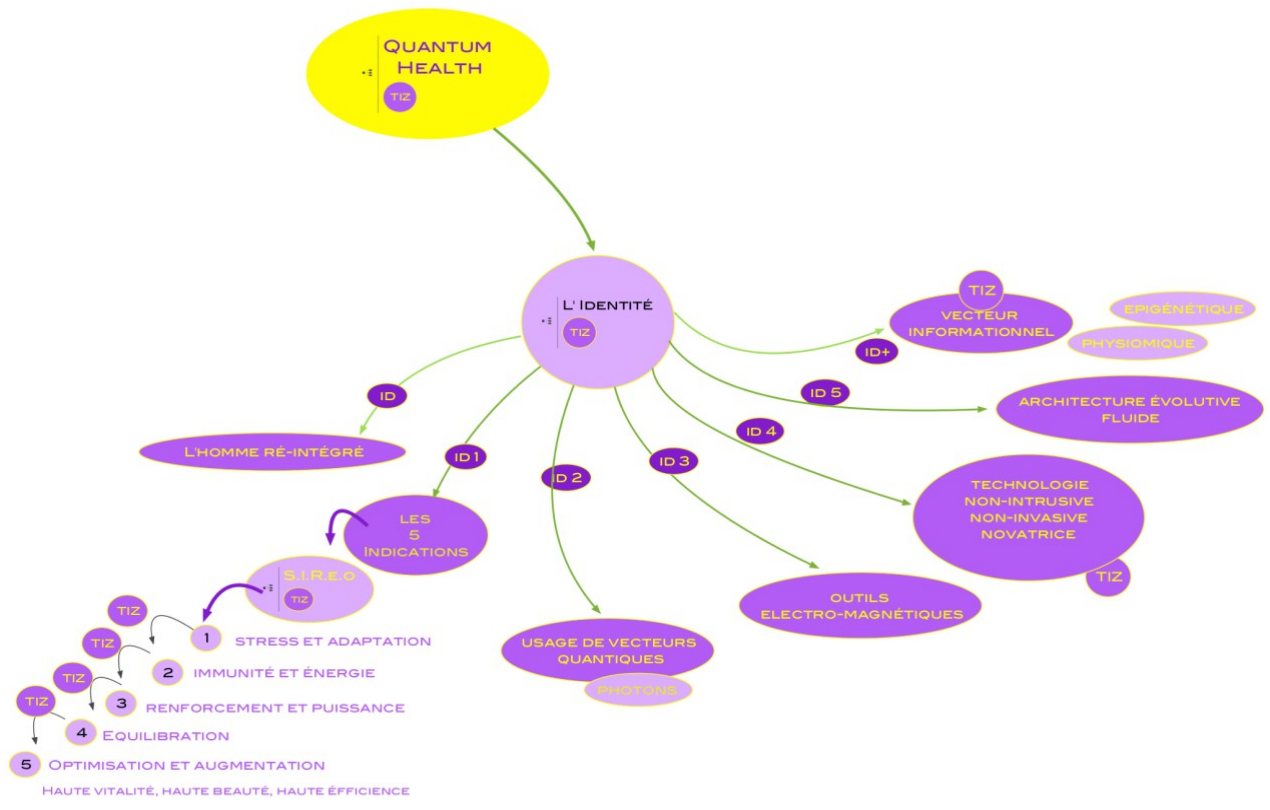 QUANTUM
HEALTH
TIZ
L' IDENTITÉ
TIZ
TIZ
VECTEUR
INFORMATIONNEL
EPIGÉNÉTIQUE
PHYSIOMIQUE
ID+
ID 5
ARCHITECTURE ÉVOLUTIVE
FLUIDE
ID
L'HOMME RÉ-INTÉGRÉ
ID 1
ID 2
ID 3
ID 4
TECHNOLOGIE
NON-INTRUSIVE
NON-INVASIVE
NOVATRICE
TIZ
LES
5
INDICATIONS
S.I.R.E.O
TIZ
OUTILS
ELECTRO-MAGNÉTIQUES
USAGE DE VECTEURS
QUANTIQUES
PHOTONS
TIZ
1 STRESS ET ADAPTATION
TIZ
2 IMMUNITÉ ET ÉNERGIE
TIZ
3 RENFORCEMENT ET PUISSANCE
TIZ
4 EQUILIBRATION
5 OPTIMISATION ET AUGMENTATION
HAUTE VITALITÉ, HAUTE BEAUTÉ, HAUTE ÉFFICIENCE